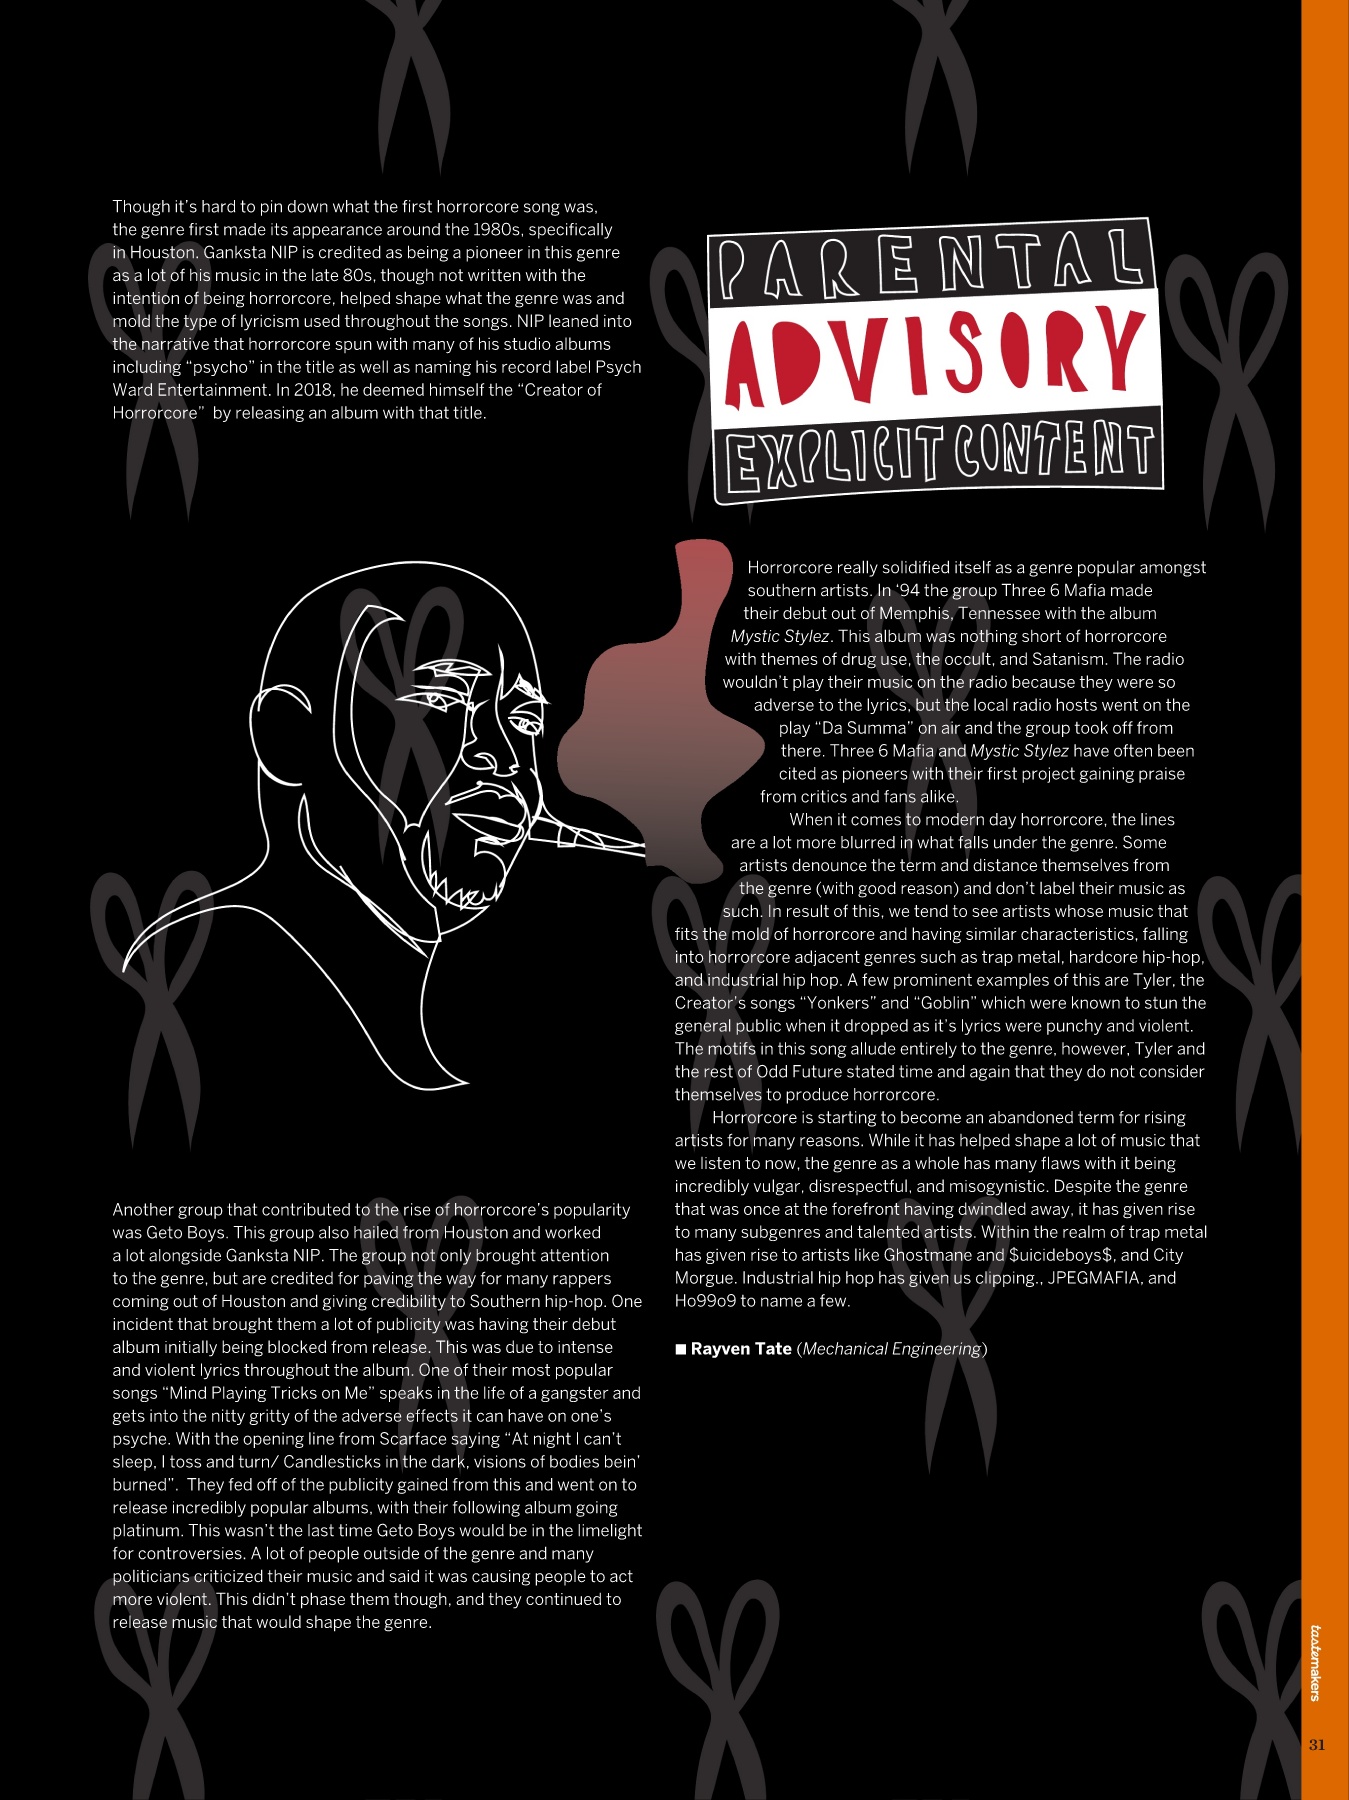 Though it’s hard to pin down what the first horrorcore song was,
the genre first made its appearance around the 1980s, specifically
in Houston. Ganksta NIP is credited as being a pioneer in this genre
as a lot of his music in the late 80s, though not written with the
intention of being horrorcore, helped shape what the genre was and
mold the type of lyricism used throughout the songs. NIP leaned into
the narrative that horrorcore spun with many of his studio albums
including “psycho” in the title as well as naming his record label Psych
Ward Entertainment. In 2018, he deemed himself the “Creator of
Horrorcore”  by releasing an album with that title.
Another group that contributed to the rise of horrorcore’s popularity
was Geto Boys. This group also hailed from Houston and worked
a lot alongside Ganksta NIP. The group not only brought attention
to the genre, but are credited for paving the way for many rappers
coming out of Houston and giving credibility to Southern hip-hop. One
incident that brought them a lot of publicity was having their debut
album initially being blocked from release. This was due to intense
and violent lyrics throughout the album. One of their most popular
songs “Mind Playing Tricks on Me” speaks in the life of a gangster and
gets into the nitty gritty of the adverse effects it can have on one’s
psyche. With the opening line from Scarface saying “At night I can’t
sleep, I toss and turn/ Candlesticks in the dark, visions of bodies bein’
burned”.  They fed off of the publicity gained from this and went on to
release incredibly popular albums, with their following album going
platinum. This wasn’t the last time Geto Boys would be in the limelight
for controversies. A lot of people outside of the genre and many
politicians criticized their music and said it was causing people to act
more violent. This didn’t phase them though, and they continued to
release music that would shape the genre.
PARENTAL
ADVISORY
EXPLICIT CONTENT
Horrorcore really solidified itself as a genre popular amongst
southern artists. In ‘94 the group Three 6 Mafia made
their debut out of Memphis, Tennessee with the album
Mystic Stylez. This album was nothing short of horrorcore
with themes of drug use, the occult, and Satanism. The radio
wouldn’t play their music on the radio because they were so
adverse to the lyrics, but the local radio hosts went on the
play “Da Summa” on air and the group took off from
there. Three 6 Mafia and Mystic Stylez have often been
cited as pioneers with their first project gaining praise
from critics and fans alike.
When it comes to modern day horrorcore, the lines
are a lot more blurred in what falls under the genre. Some
artists denounce the term and distance themselves from
the genre (with good reason) and don’t label their music as
such. In result of this, we tend to see artists whose music that
fits the mold of horrorcore and having similar characteristics, falling
into horrorcore adjacent genres such as trap metal, hardcore hip-hop,
and industrial hip hop. A few prominent examples of this are Tyler, the
Creator’s songs “Yonkers” and “Goblin” which were known to stun the
general public when it dropped as it’s lyrics were punchy and violent.
The motifs in this song allude entirely to the genre, however, Tyler and
the rest of Odd Future stated time and again that they do not consider
themselves to produce horrorcore.
Horrorcore is starting to become an abandoned term for rising
artists for many reasons. While it has helped shape a lot of music that
we listen to now, the genre as a whole has many flaws with it being
incredibly vulgar, disrespectful, and misogynistic. Despite the genre
that was once at the forefront having dwindled away, it has given rise
to many subgenres and talented artists. Within the realm of trap metal
has given rise to artists like Ghostmane and $uicideboys$, and City
Morgue. Industrial hip hop has given us clipping., JPEGMAFIA, and
Ho99o9 to name a few.
■ Rayven Tate (Mechanical Engineering)
tastemakers
31